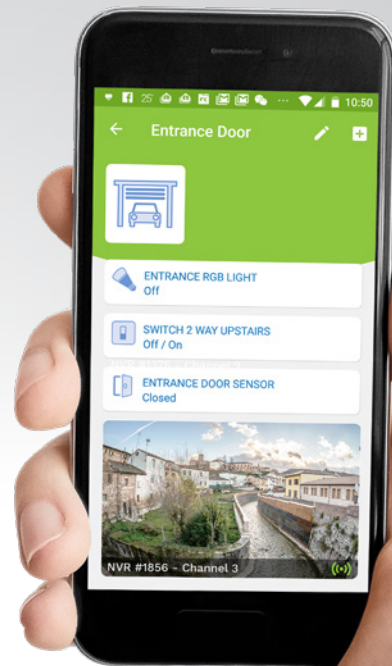 25°
10:50
Entrance Door
ENTRANCE RGB LIGHT
Off
SWITCH 2 WAY UPSTAIRS
Off / On
ENTRANCE DOOR SENSOR
Closed
NVR #1856 - Channel 3